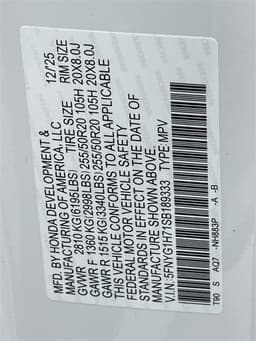 MFD. BY HONDA DEVELOPMENT & 12/25
MANUFACTURING OF AMERICA, LLC
TIRE SIZE RIM SIZE
GVWR 2810 KG(6195LBS)
GAWR F 1360 KG(2998LBS) 255/50R20 105H 20X8.0J
GAWR R 1515 KG(3340LBS) 255/50R20 105H 20X8.0J
THIS VEHICLE CONFORMS TO ALL APPLICABLE
FEDERAL MOTOR VEHICLE SAFETY
STANDARDS IN EFFECT ON THE DATE OF
MANUFACTURE SHOWN ABOVE.
V.I.N. 5FNYG1H71SB189333 TYPE MPV
T90 S AQ7 -NH883P -A -B